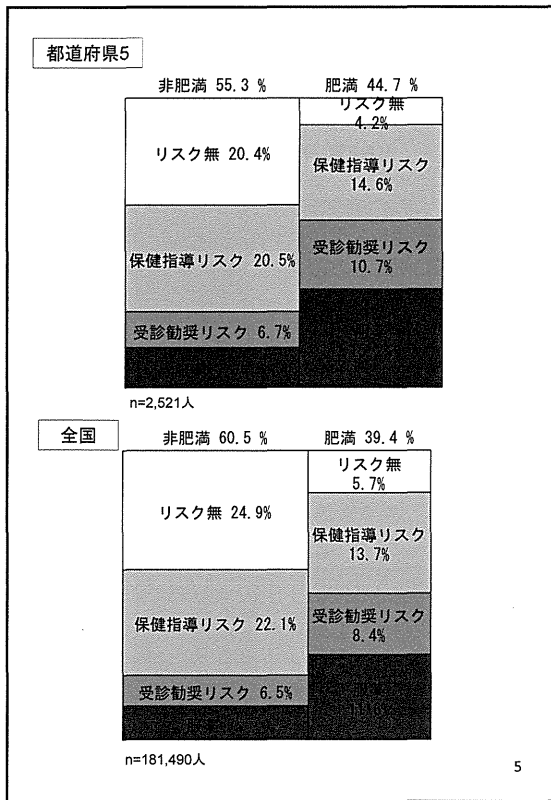 都道府県5
非肥満 55.3 %
肥満 44.7 %
リスク無 20.4%
保健指導リスク 20.5%
受診勧奨リスク 6.7%
リスク無
4.2%
保健指導リスク
14.6%
受診勧奨リスク
10.7%
n=2,521人
全国
非肥満 60.5 %
肥満 39.4 %
リスク無 24.9%
保健指導リスク 22.1%
受診勧奨リスク 6.5%
リスク無
5.7%
保健指導リスク
13.7%
受診勧奨リスク
8.4%
n=181,490人
5